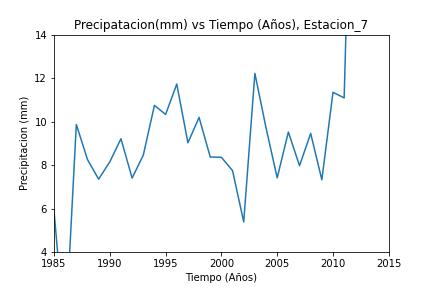 Precipatacion(mm) vs Tiempo (Años), Estacion_7
14
12
10
8
6
4
Precipitacion (mm)
1985 1990 1995 2000 2005 2010 2015
Tiempo (Años)